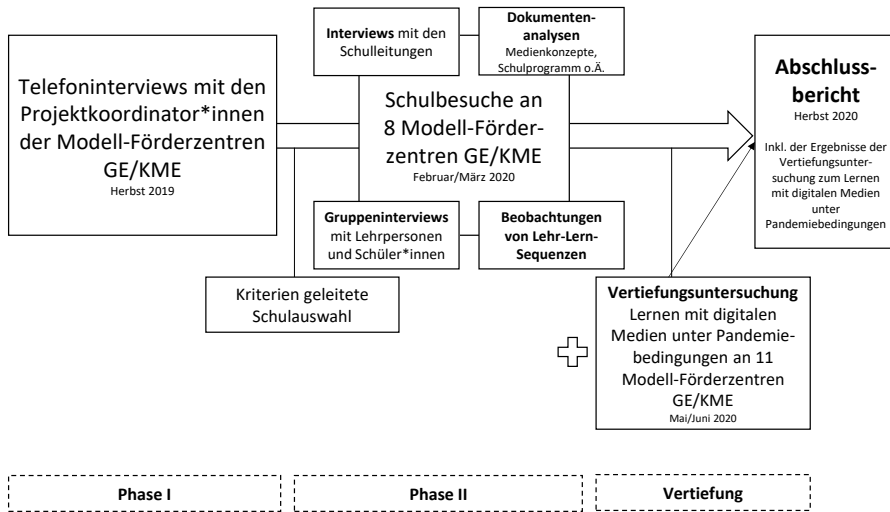 Telefoninterviews mit den
Projektkoordinator*innen
der Modell-Förderzentren
GE/KME
Herbst 2019
Interviews mit den
Schulleitungen
Dokumenten-
analysen
Medienkonzepte,
Schulprogramm o.Ä.
Schulbesuche an
8 Modell-Förder-
zentren GE/KME
Februar/März 2020
Gruppeninterviews
mit Lehrpersonen
und Schüler*innen
Beobachtungen
von Lehr-Lern-
Sequenzen
Kriterien geleitete
Schulauswahl
Abschluss-
bericht
Herbst 2020
Inkl. der Ergebnisse der
Vertiefungsunter-
suchung zum Lernen
mit digitalen Medien
unter
Pandemiebedingungen
Vertiefungsuntersuchung
Lernen mit digitalen
Medien unter Pandemie-
bedingungen an 11
Modell-Förderzentren
GE/KME
Mai/Juni 2020
Phase I
Phase II
Vertiefung